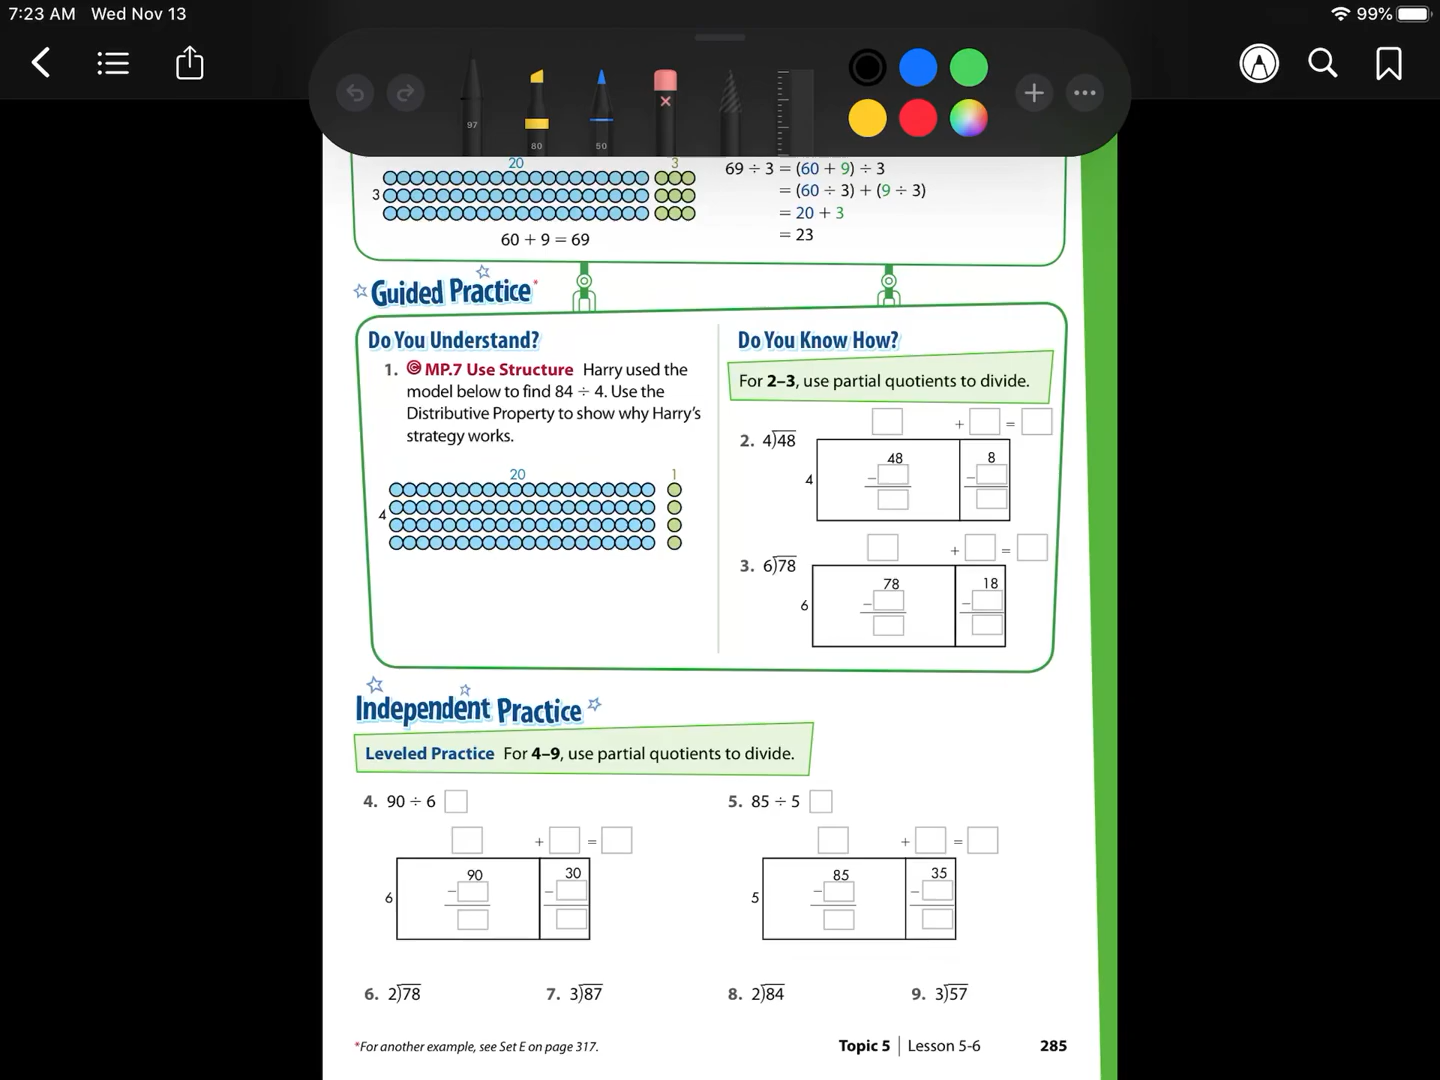 7:23 AM Wed Nov 13
99%
97
80
50
20 3
69 ÷ 3 = (60 + 9) ÷ 3
3
= (60 ÷ 3) + (9 ÷ 3)
= 20 + 3
60 + 9 = 69
= 23
Guided Practice*
Do You Understand?
1. MP.7 Use Structure Harry used the
model below to find 84 ÷ 4. Use the
Distributive Property to show why Harry's
strategy works.
20 1
4
Do You Know How?
For 2–3, use partial quotients to divide.
+ =
2. 4)48
48 8
4
− −
+ =
3. 6)78
78 18
6
− −
Independent Practice
Leveled Practice For 4–9, use partial quotients to divide.
4. 90 ÷ 6
+ =
90 30
6
− −
5. 85 ÷ 5
+ =
85 35
5
− −
6. 2)78
7. 3)87
8. 2)84
9. 3)57
*For another example, see Set E on page 317.
Topic 5 | Lesson 5-6 285